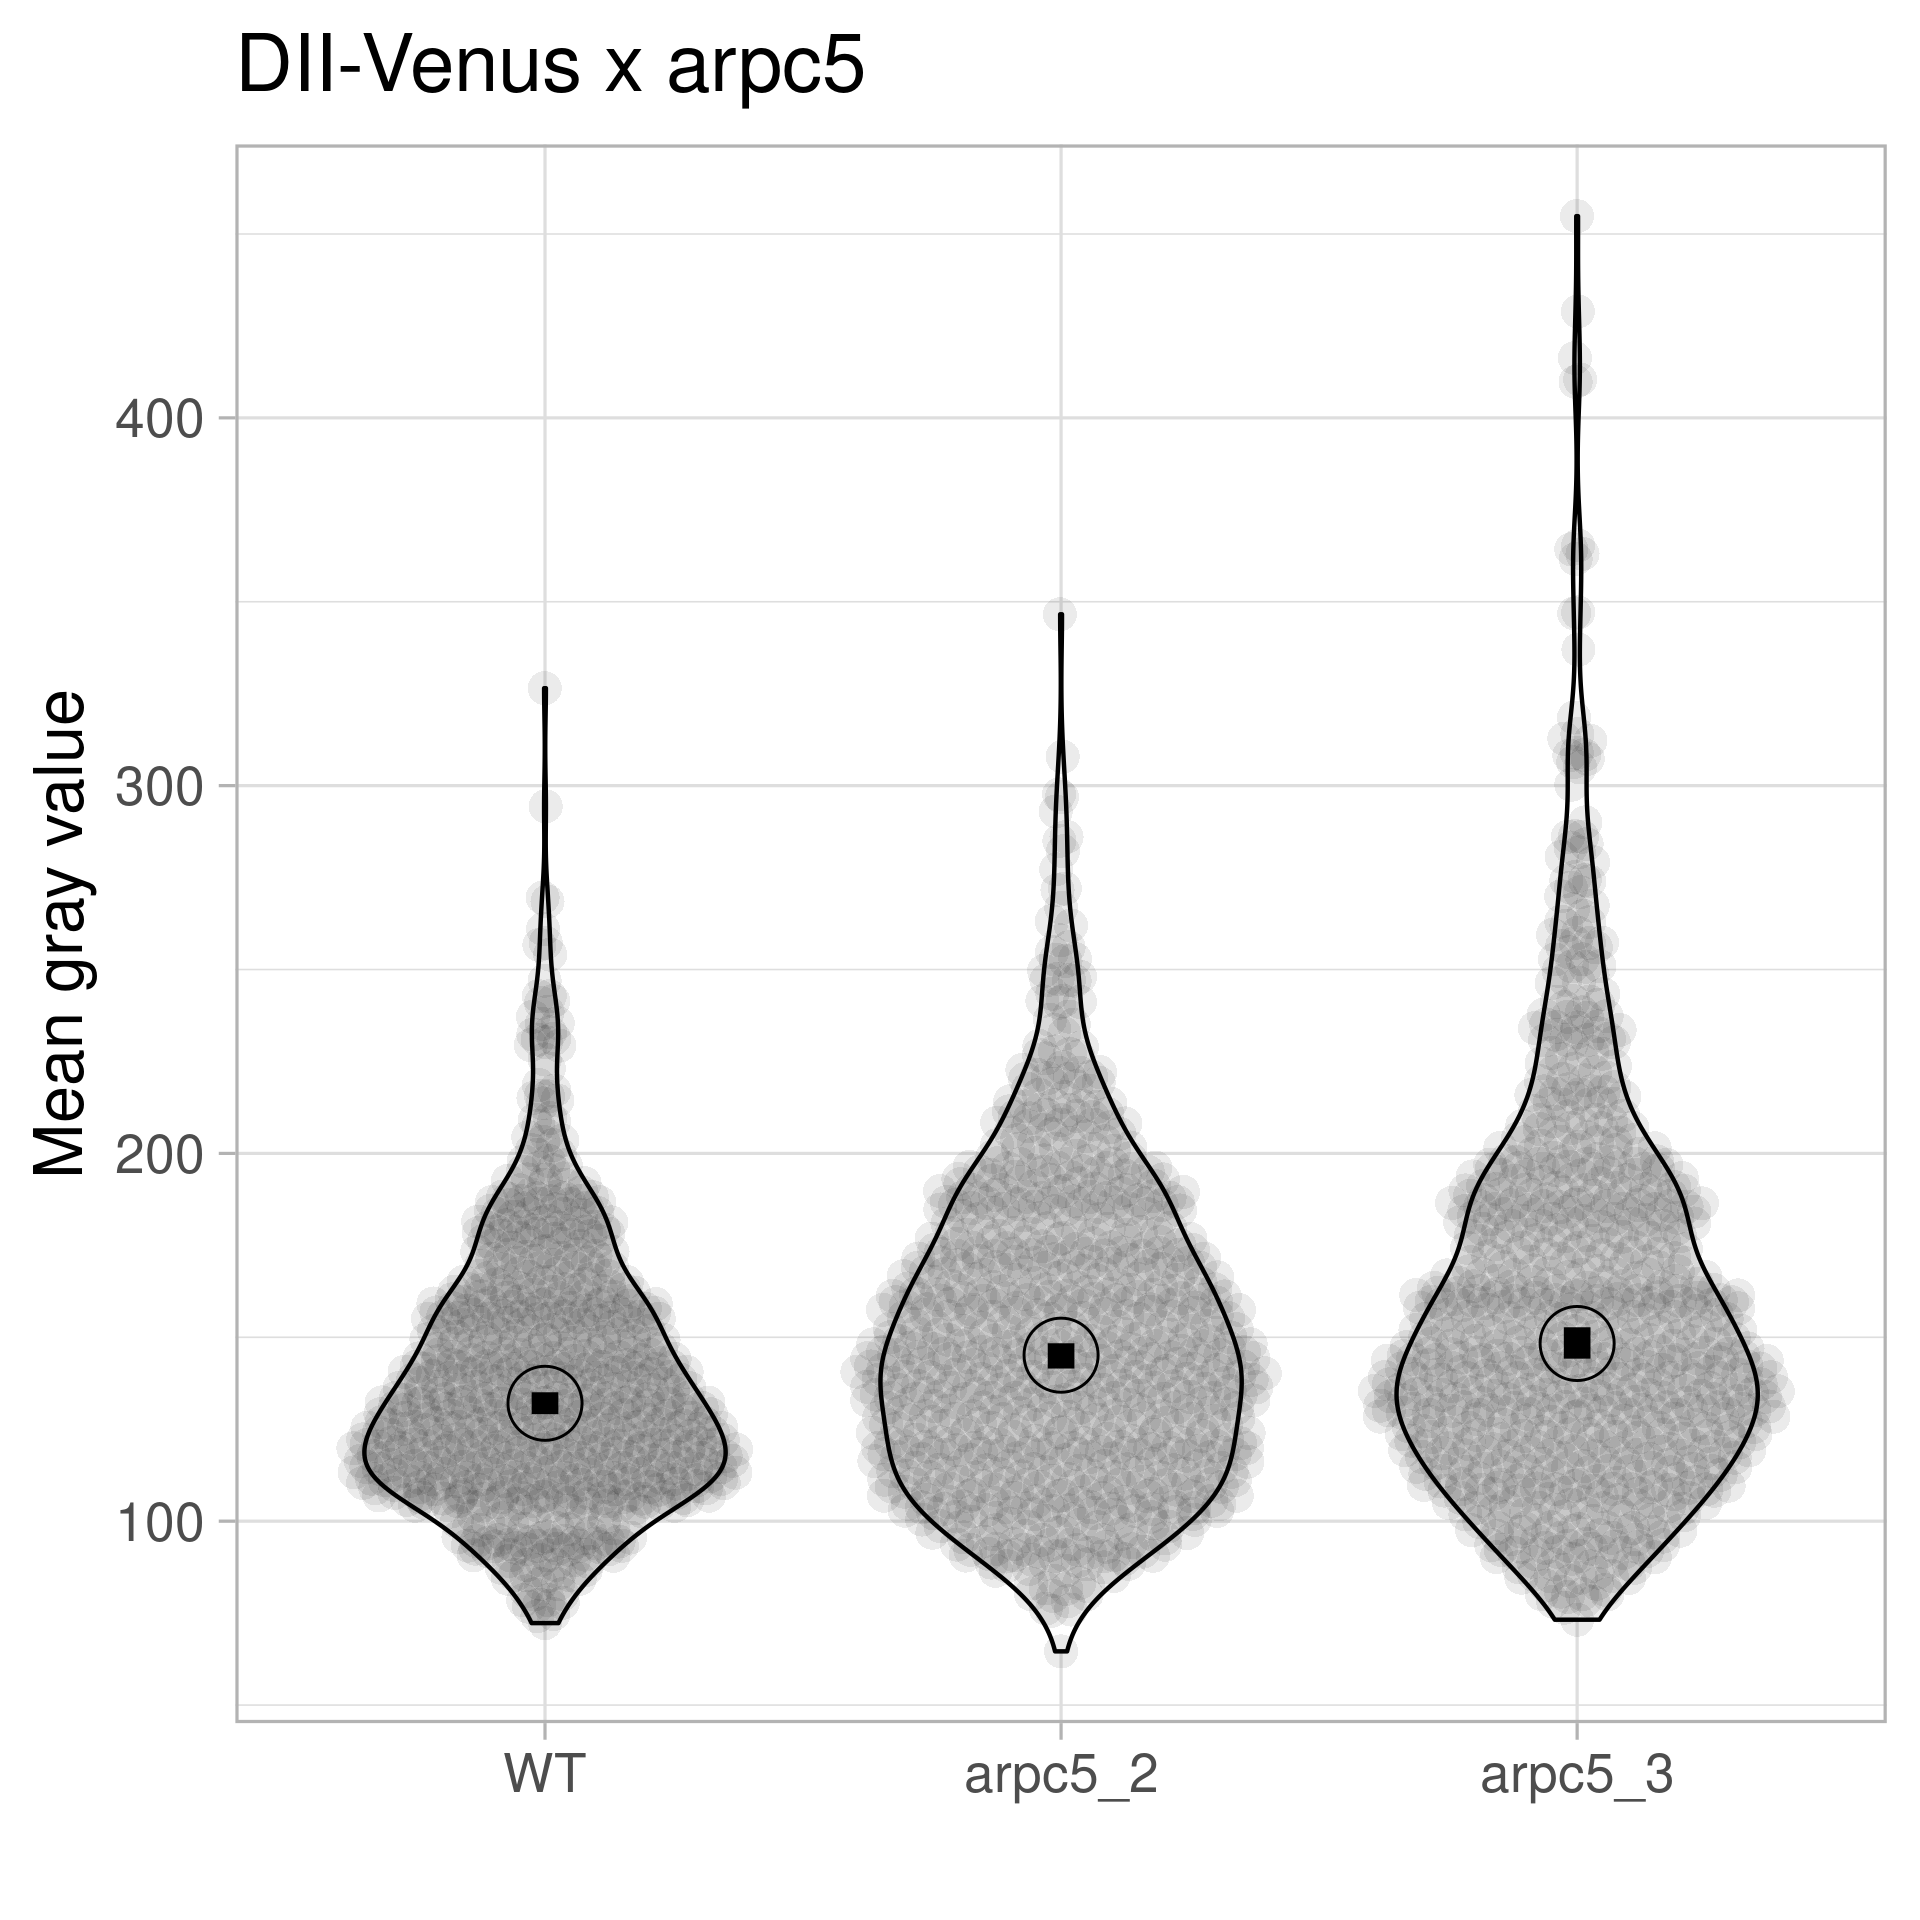 DII-Venus x arpc5
Mean gray value
400
300
200
100
WT
arpc5_2
arpc5_3